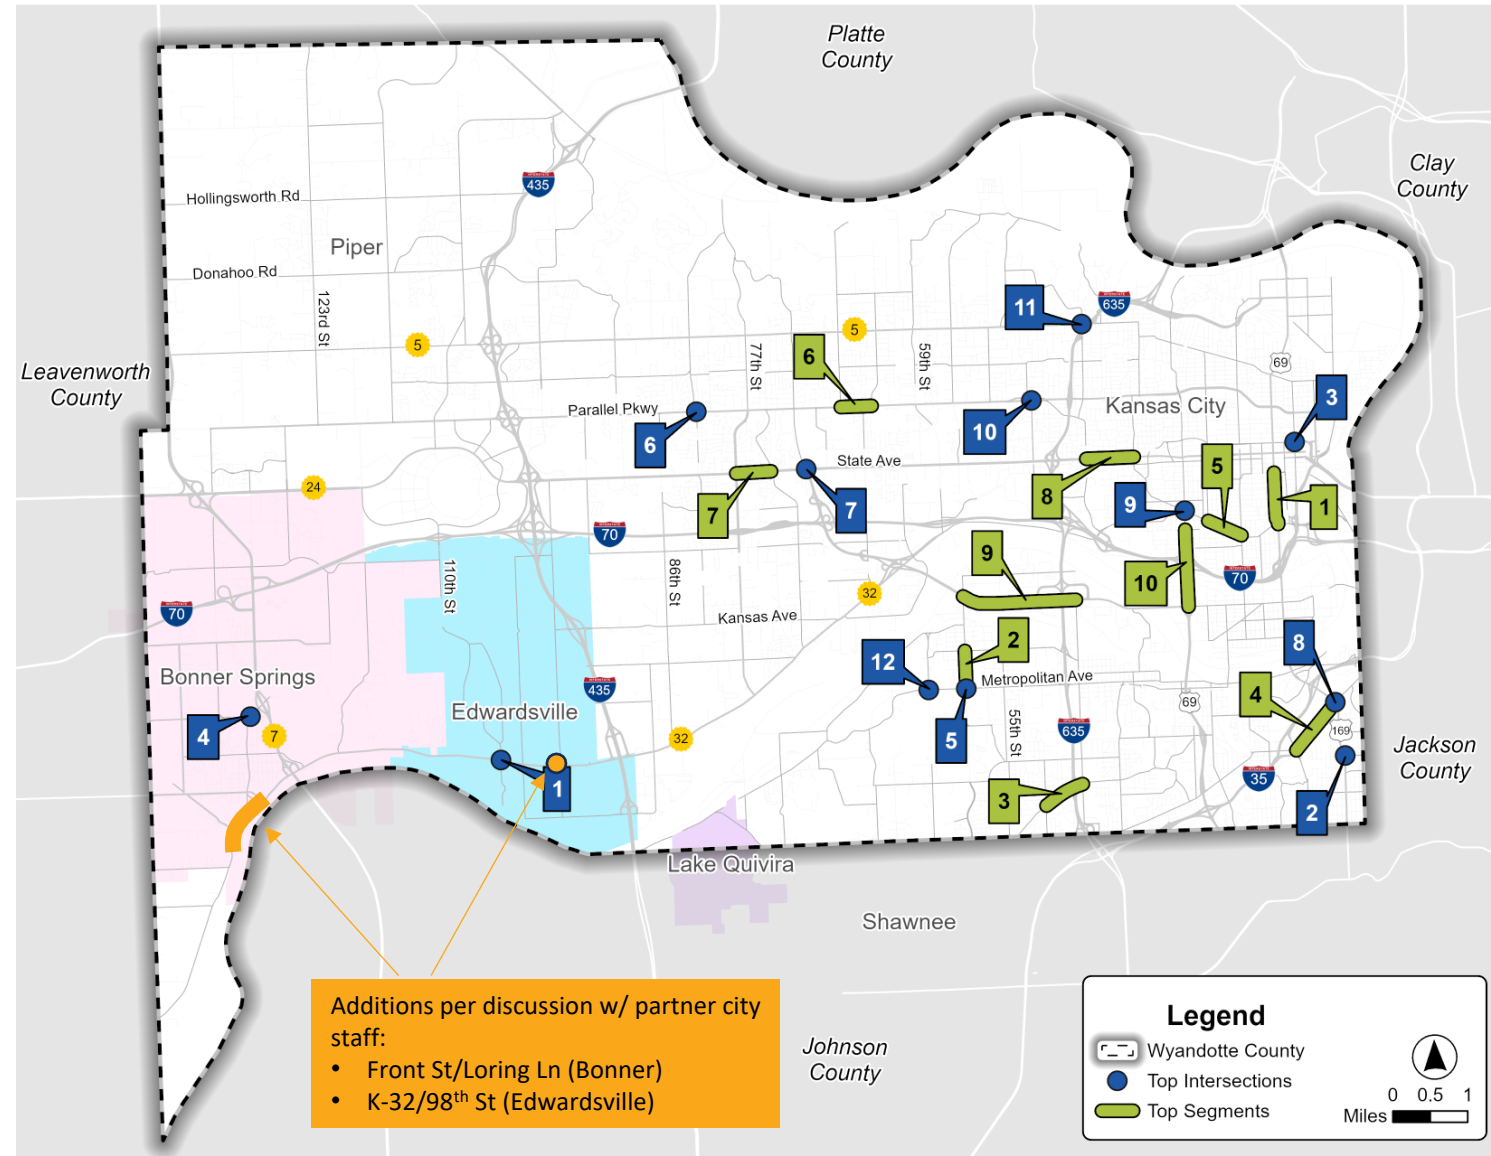 Platte
County
Clay
County
435
Hollingsworth Rd
Piper
Donahoo Rd
123rd St
11
635
5
5
77th St
59th St
6
69
Leavenworth
County
Parallel Pkwy
Kansas City
3
6
10
State Ave
5
24
8
9
1
7
7
70
9
110th St
86th St
10
70
32
70
Kansas Ave
2
12
8
Bonner Springs
Metropolitan Ave
435
69
4
Edwardsville
4
7
32
5
55th St
635
169
Jackson
County
1
3
35
2
Lake Quivira
Shawnee
Additions per discussion w/ partner city
staff:
• Front St/Loring Ln (Bonner)
• K-32/98th St (Edwardsville)
Johnson
County
Legend
Wyandotte County
Top Intersections
Top Segments
0 0.5 1
Miles